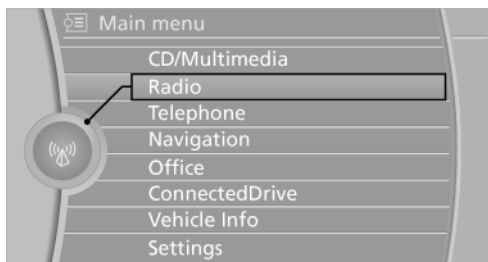 Main menu
CD/Multimedia
Radio
Telephone
Navigation
Office
ConnectedDrive
Vehicle Info
Settings